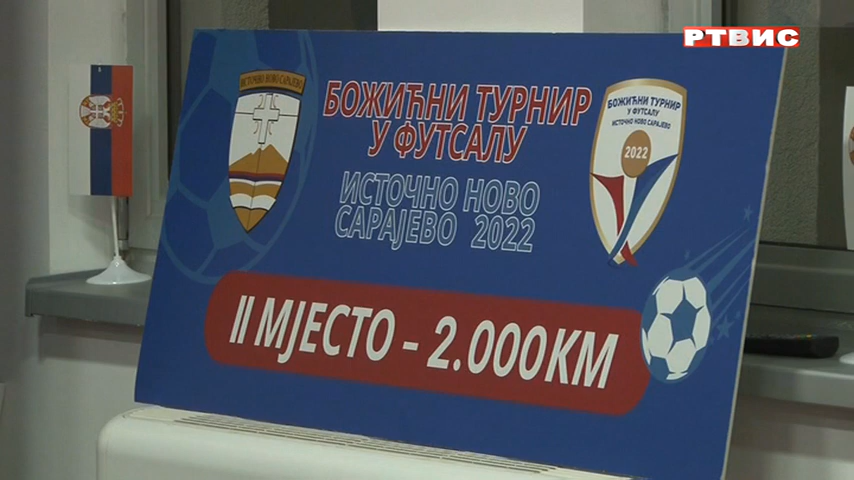 РТВИС
ИСТОЧНО НОВО САРАЈЕВО
БОЖИЋНИ ТУРНИР
У ФУТСАЛУ
ИСТОЧНО НОВО
САРАЈЕВО 2022
БОЖИЋНИ ТУРНИР
У ФУТСАЛУ
ИСТОЧНО НОВО САРАЈЕВО
2022
II МЈЕСТО - 2.000КМ